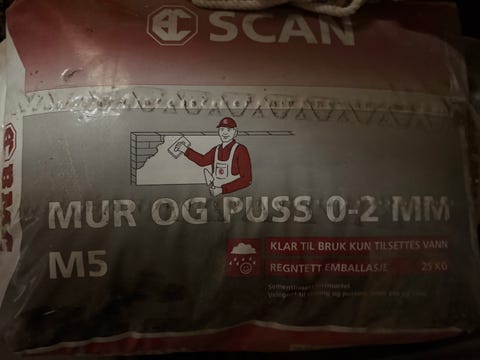 SCAN
MUR OG PUSS 0-2 MM
M5
KLAR TIL BRUK KUN TILSETTES VANN
REGNTETT EMBALLASJE 25 KG